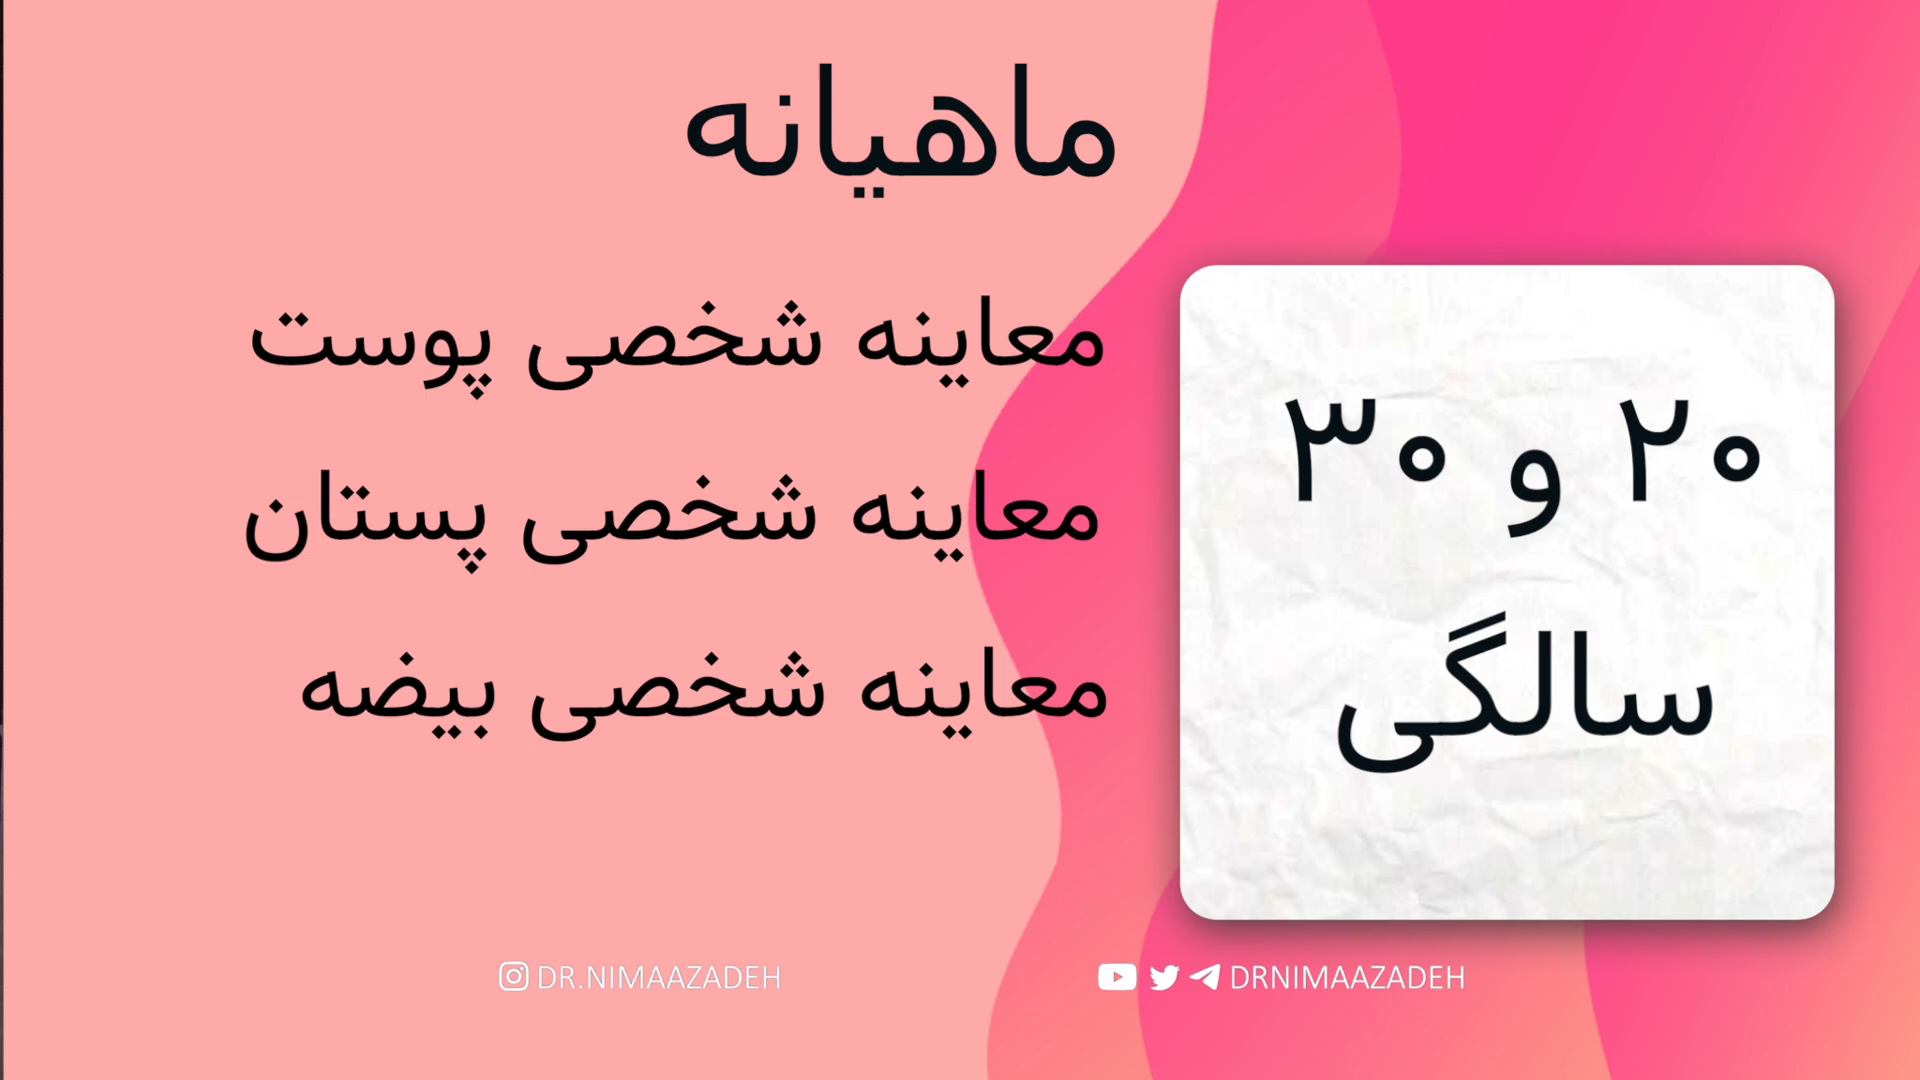 ماهیانه
معاینه شخصی پوست
معاینه شخصی پستان
معاینه شخصی بیضه
۲۰ و ۳۰
سالگی
DR.NIMAAZADEH
DRNIMAAZADEH